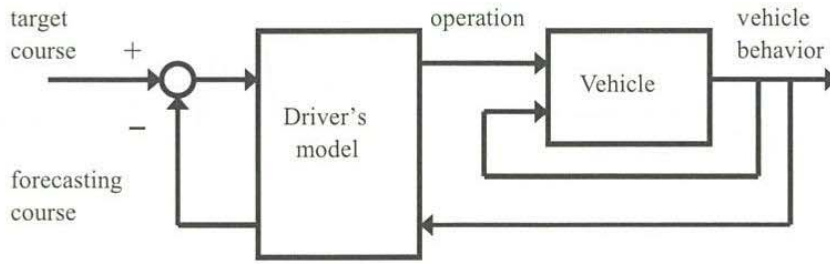 target
course
+
−
forecasting
course
Driver's
model
operation
Vehicle
vehicle
behavior